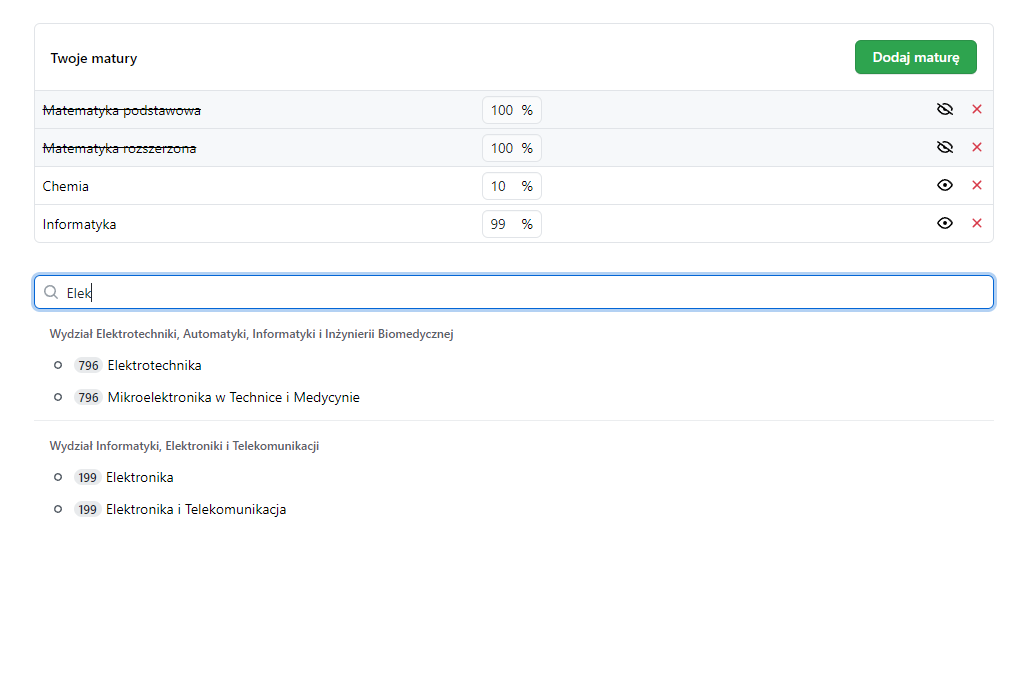 Twoje matury
Dodaj maturę
Matematyka podstawowa 100 %
Matematyka rozszerzona 100 %
Chemia 10 %
Informatyka 99 %
Elek
Wydział Elektrotechniki, Automatyki, Informatyki i Inżynierii Biomedycznej
796 Elektrotechnika
796 Mikroelektronika w Technice i Medycynie
Wydział Informatyki, Elektroniki i Telekomunikacji
199 Elektronika
199 Elektronika i Telekomunikacja